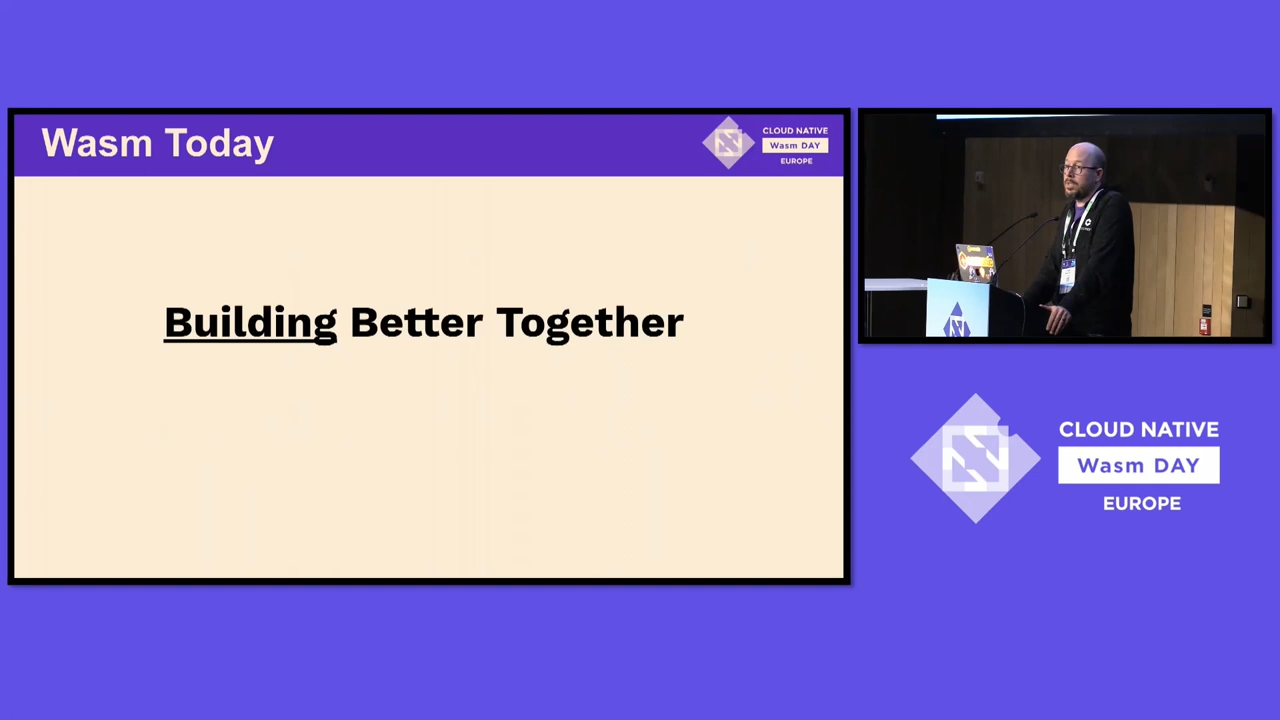 Wasm Today
CLOUD NATIVE
Wasm DAY
EUROPE
Building Better Together
CLOUD NATIVE
Wasm DAY
EUROPE